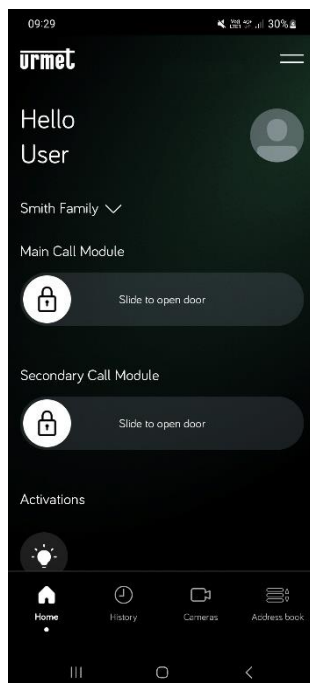 09:29
30%
urmet
Hello
User
Smith Family
Main Call Module
Slide to open door
Secondary Call Module
Slide to open door
Activations
Home
History
Cameras
Address book